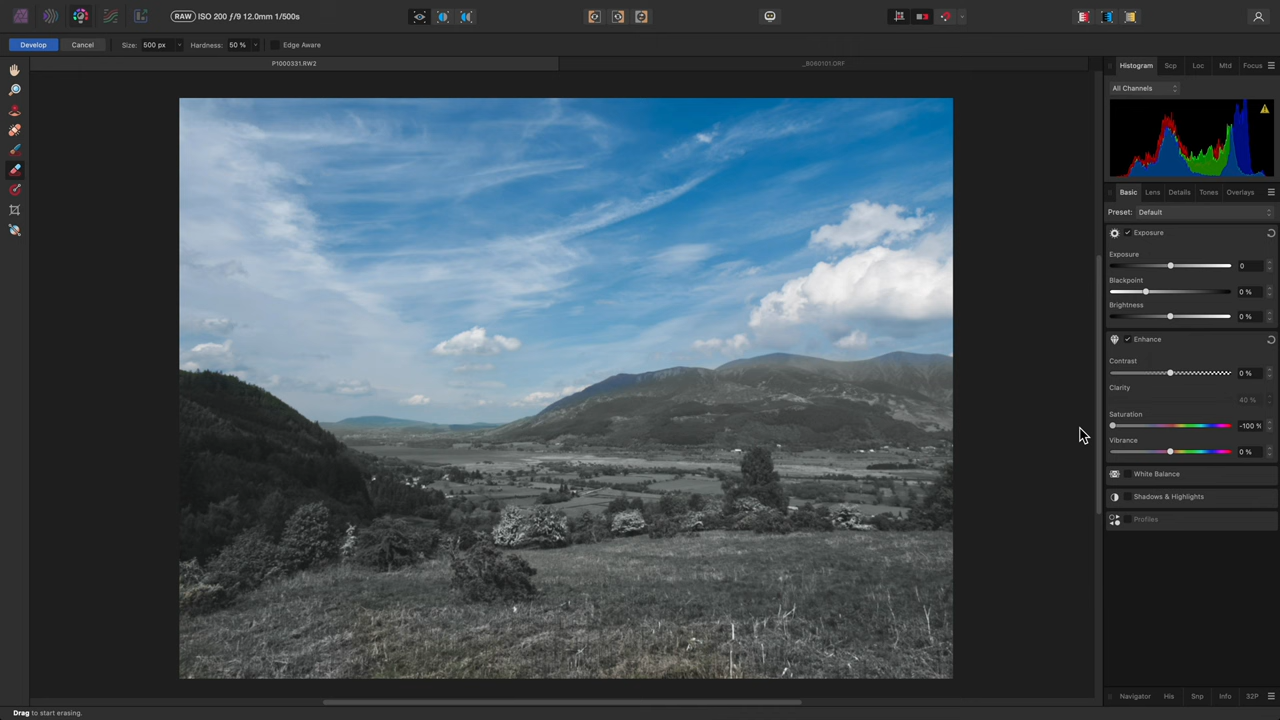 RAW ISO 200 ƒ/9 12.0mm 1/500s
Develop Cancel Size: 500 px Hardness: 50 % Edge Aware
P1000331.RW2 _B060101.ORF
Histogram Scp Loc Mtd Focus
All Channels
Basic Lens Details Tones Overlays
Preset: Default
Exposure
Exposure
0
Blackpoint
0 %
Brightness
0 %
Enhance
Contrast
0 %
Clarity
40 %
Saturation
-100 %
Vibrance
0 %
White Balance
Shadows & Highlights
Profiles
Navigator His Snp Info 32P
Drag to start erasing.